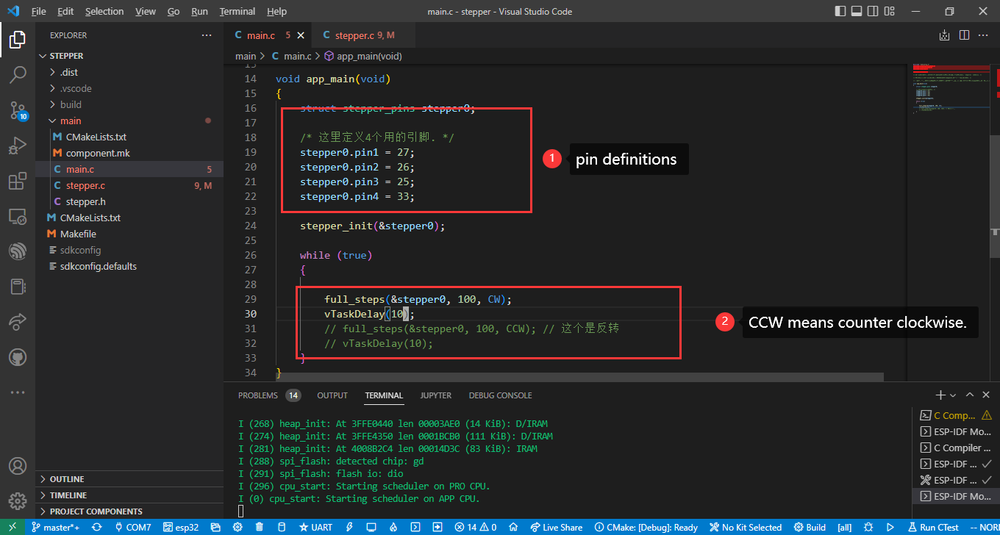 File Edit Selection View Go Run Terminal Help main.c - stepper - Visual Studio Code
EXPLORER
STEPPER
.dist
.vscode
build
main
CMakeLists.txt
component.mk
main.c 5
stepper.c 9, M
stepper.h
CMakeLists.txt
Makefile
sdkconfig
sdkconfig.defaults
OUTLINE
TIMELINE
PROJECT COMPONENTS
10
main.c 5 stepper.c 9, M
main > C main.c > app_main(void)
14 void app_main(void)
15 {
16 struct stepper_pins stepper0;
17
18 /* 这里定义4个用的引脚. */
19 stepper0.pin1 = 27;
20 stepper0.pin2 = 26;
21 stepper0.pin3 = 25;
22 stepper0.pin4 = 33;
23
24 stepper_init(&stepper0);
25
26 while (true)
27 {
28
29 full_steps(&stepper0, 100, CW);
30 vTaskDelay(10);
31 // full_steps(&stepper0, 100, CCW); // 这个是反转
32 // vTaskDelay(10);
33 }
34 }
1 pin definitions
2 CCW means counter clockwise.
PROBLEMS 14 OUTPUT TERMINAL JUPYTER DEBUG CONSOLE
I (268) heap_init: At 3FFE0440 len 00003AE0 (14 KiB): D/IRAM
I (274) heap_init: At 3FFE4350 len 0001BCB0 (111 KiB): D/IRAM
I (281) heap_init: At 4008B2C4 len 00014D3C (83 KiB): IRAM
I (288) spi_flash: detected chip: gd
I (291) spi_flash: flash io: dio
I (296) cpu_start: Starting scheduler on PRO CPU.
I (0) cpu_start: Starting scheduler on APP CPU.
C Comp...
ESP-IDF Mo...
C Compiler ...
ESP-IDF ...
ESP-IDF ...
ESP-IDF Mo...
master*+ COM7 esp32 UART 14 0 Live Share CMake: [Debug]: Ready No Kit Selected Build [all] Run CTest -- NOR